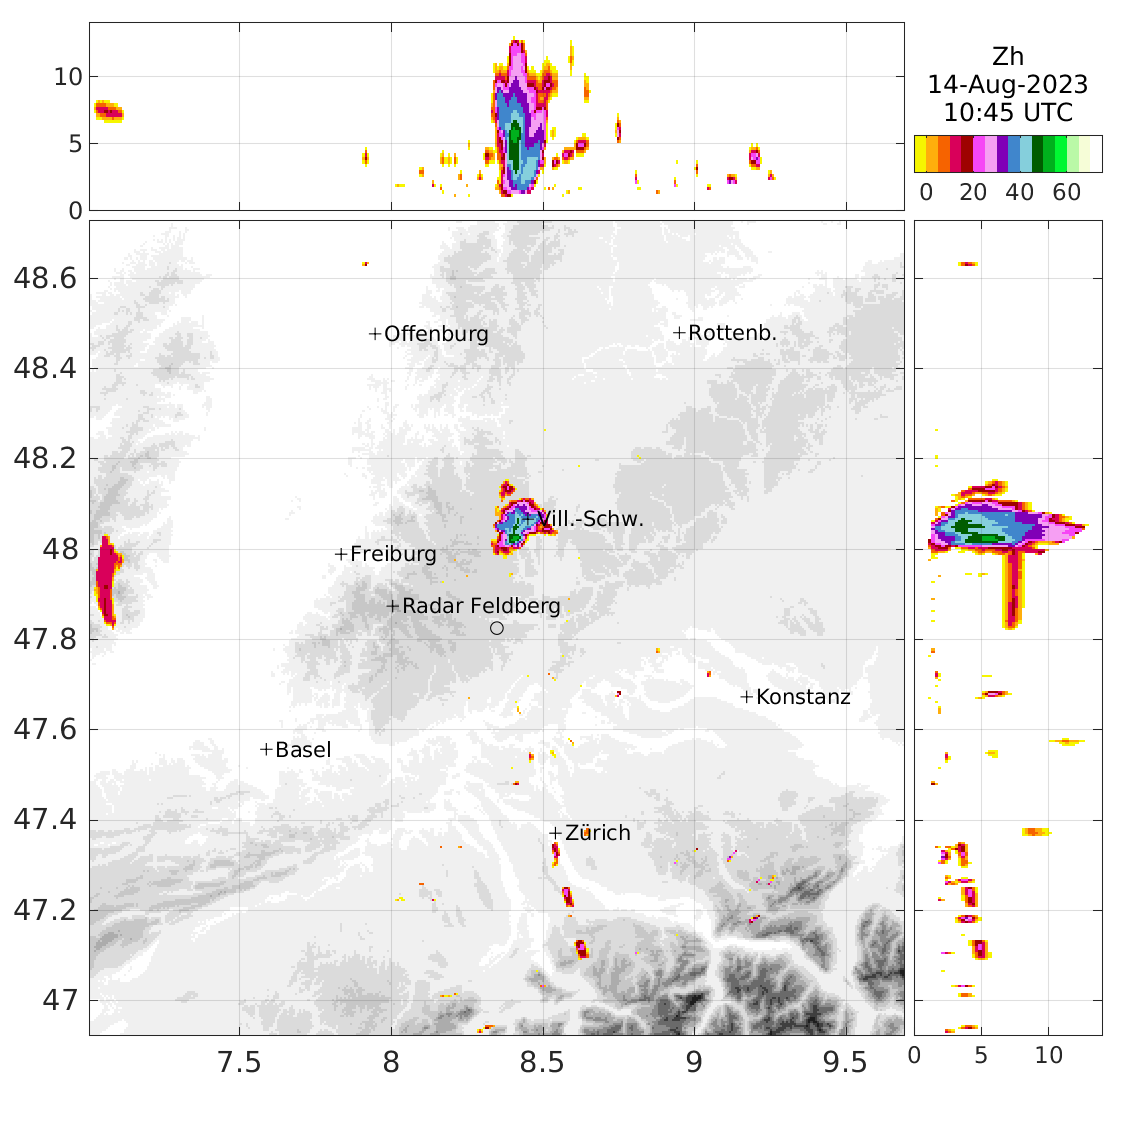 10
5
0
Zh
14-Aug-2023
10:45 UTC
0 20 40 60
48.6
48.4
48.2
48
47.8
47.6
47.4
47.2
47
Offenburg
Rottenb.
Vill.-Schw.
Freiburg
Radar Feldberg
Konstanz
Basel
Zürich
7.5 8 8.5 9 9.5
0 5 10